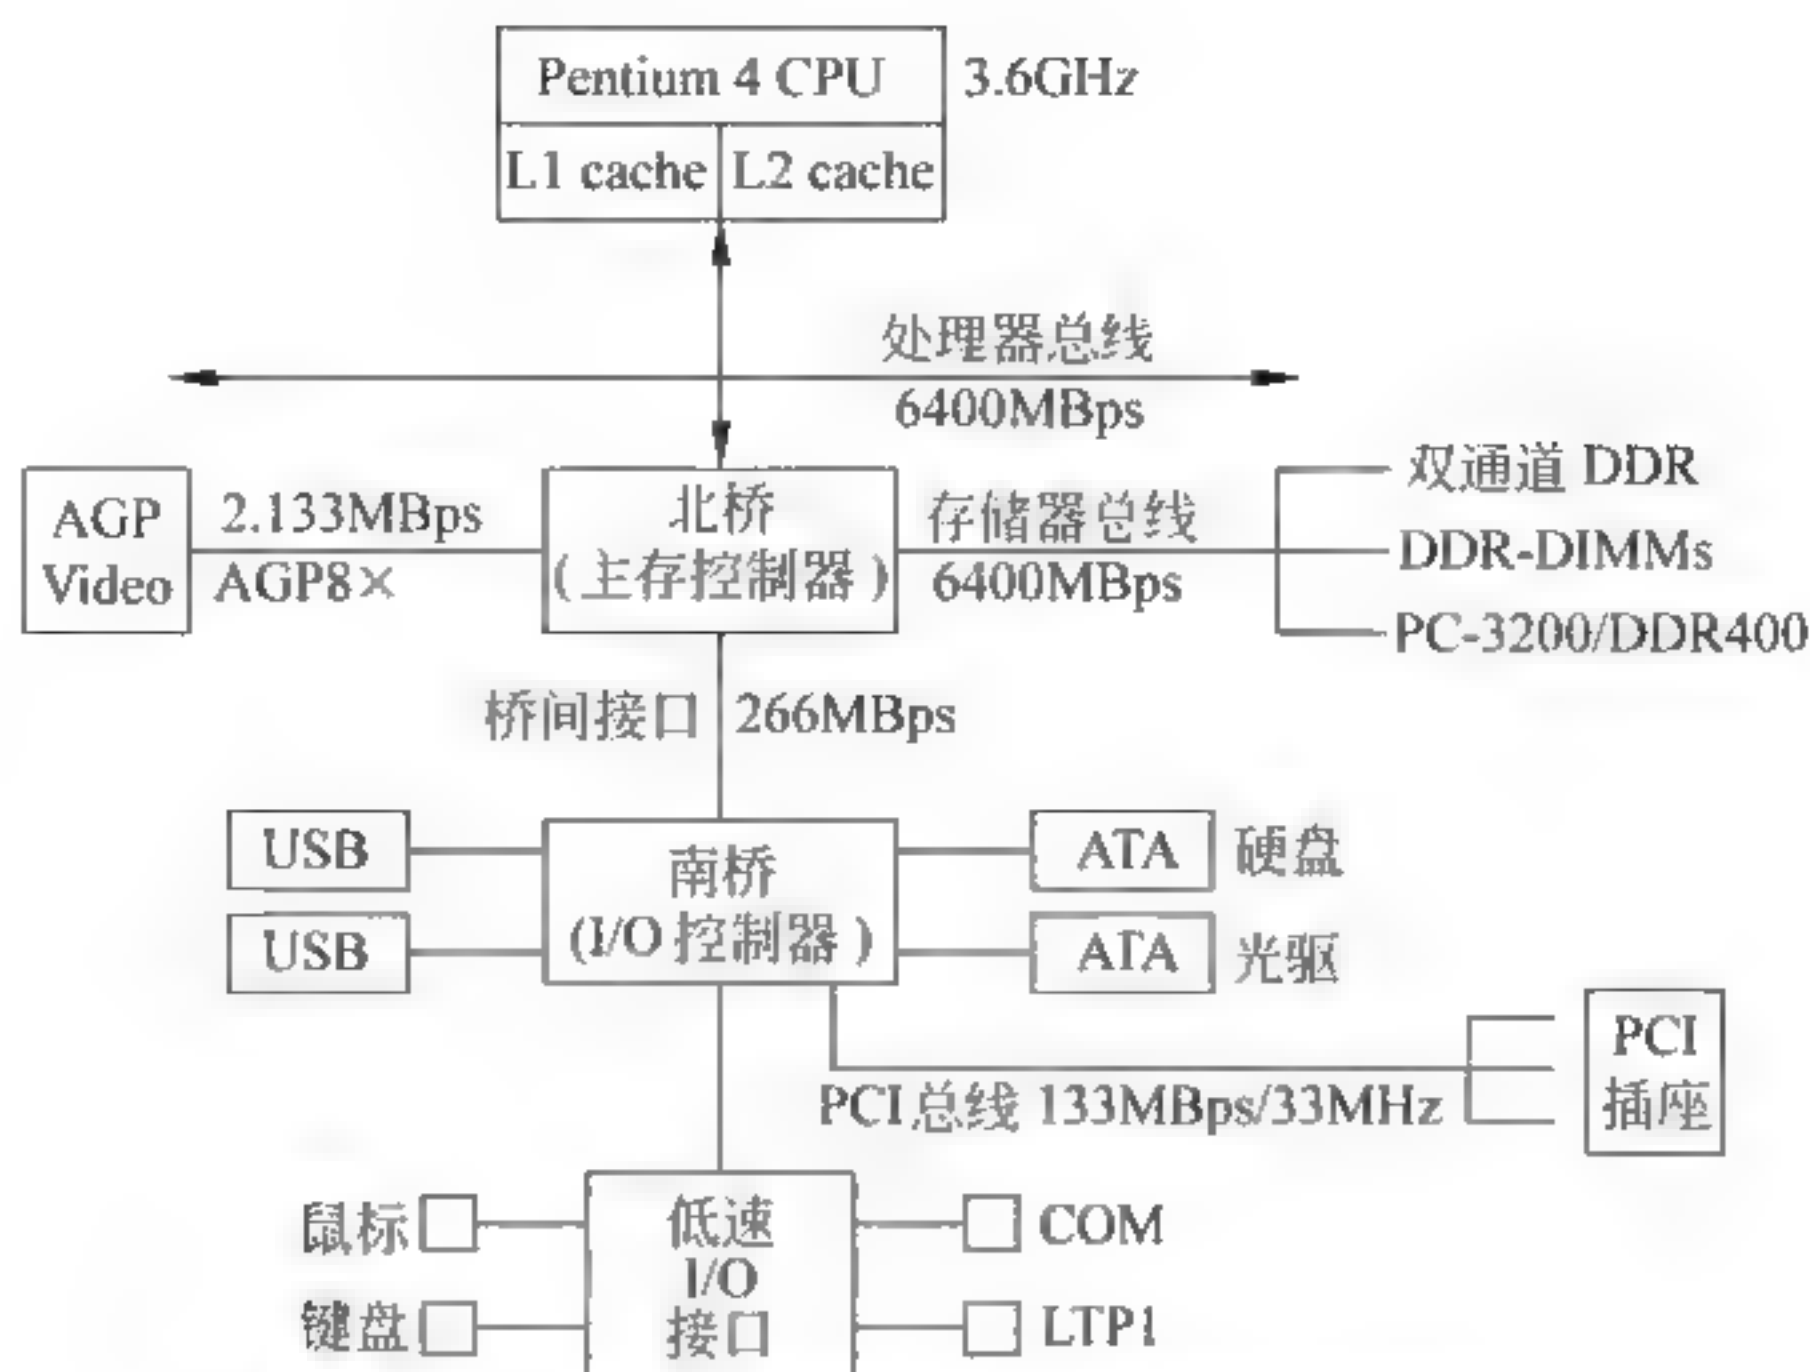 Pentium 4 CPU
3.6GHz
L1 cache
L2 cache
处理器总线
6400MBps
AGP
Video
2.133MBps
AGP8×
北桥
(主存控制器)
存储器总线
6400MBps
双通道 DDR
DDR-DIMMs
PC-3200/DDR400
桥间接口
266MBps
USB
USB
南桥
(I/O 控制器)
ATA
硬盘
ATA
光驱
PCI总线 133MBps/33MHz
PCI
插座
鼠标
键盘
低速
I/O
接口
COM
LTP1